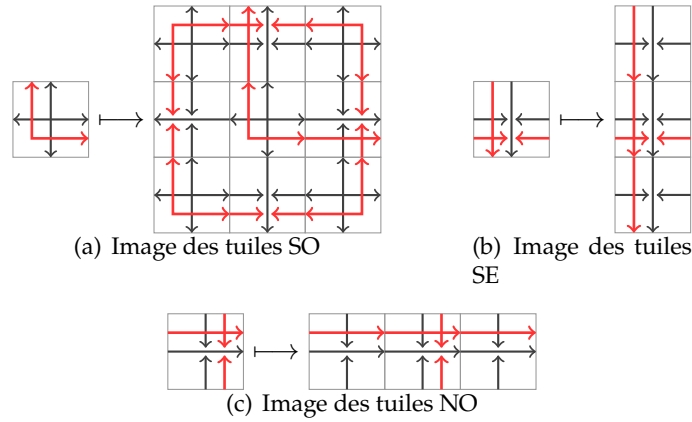 (a) Image des tuiles SO
(b) Image des tuiles
SE
(c) Image des tuiles NO